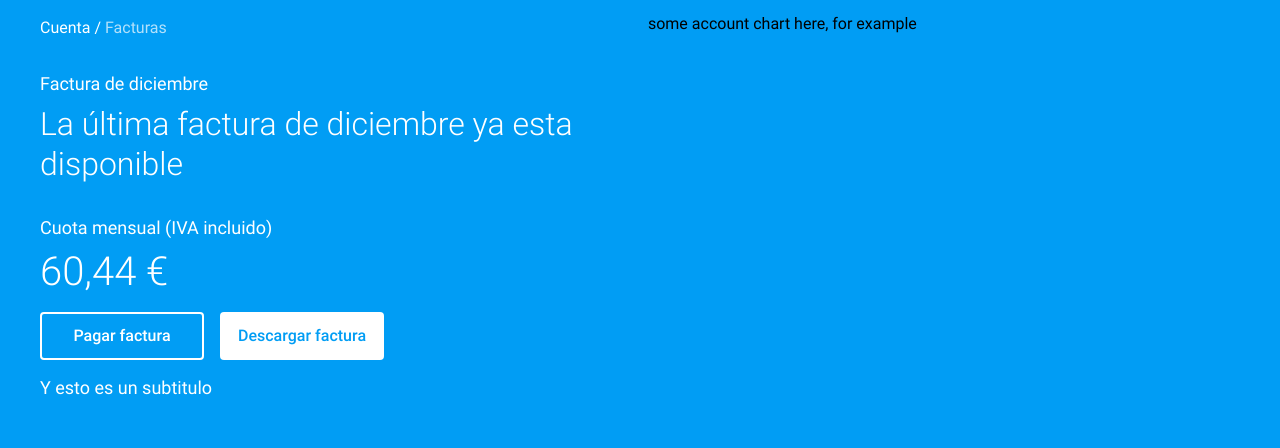 Cuenta / Facturas
some account chart here, for example
Factura de diciembre
La última factura de diciembre ya esta
disponible
Cuota mensual (IVA incluido)
60,44 €
Pagar factura
Descargar factura
Y esto es un subtitulo